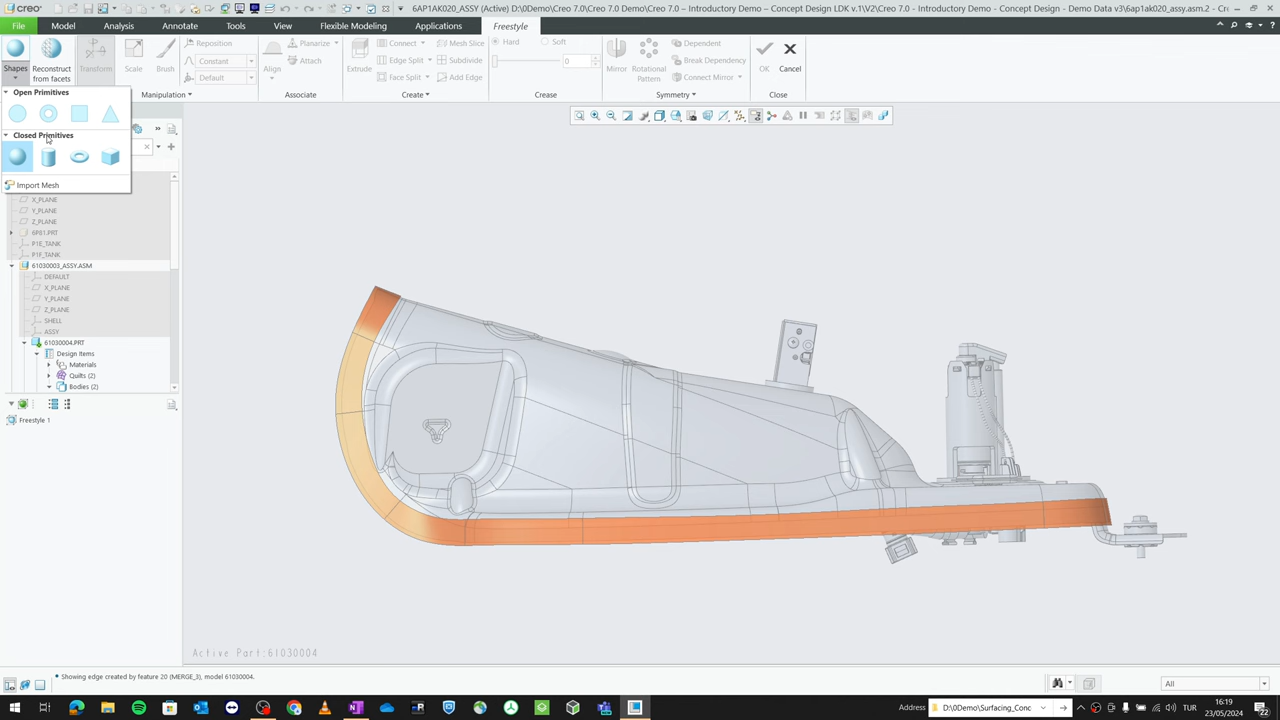 creo
6AP1AK020_ASSY (Active) D:\0Demo\Creo 7.0\Creo 7.0 Demo\Creo 7.0 – Introductory Demo – Concept Design LDK v.1\V2\Creo 7.0 – Introductory Demo - Concept Design - Demo Data v3\6ap1ak020_assy.asm.2 - Cr
File Model Analysis Annotate Tools View Flexible Modeling Applications Freestyle
Shapes
Reconstruct from facets
Transform
Scale
Brush
Reposition
Constant
Default
Manipulation
Align
Planarize
Attach
Associate
Extrude
Connect
Edge Split
Face Split
Mesh Slice
Subdivide
Add Edge
Create
Hard
Soft
0
Crease
Mirror
Rotational Pattern
Dependent
Break Dependency
Connect Mirror
Symmetry
OK
Cancel
Close
Open Primitives
Closed Primitives
Import Mesh
X_PLANE
Y_PLANE
Z_PLANE
6P81.PRT
P1E_TANK
P1F_TANK
61030003_ASSY.ASM
DEFAULT
X_PLANE
Y_PLANE
Z_PLANE
SHELL
ASSY
61030004.PRT
Design Items
Materials
Quilts (2)
Bodies (2)
Freestyle 1
Active Part:61030004
Showing edge created by feature 20 (MERGE_3), model 61030004.
All
Address D:\0Demo\Surfacing_Conc
TUR
16:19
23/05/2024
22